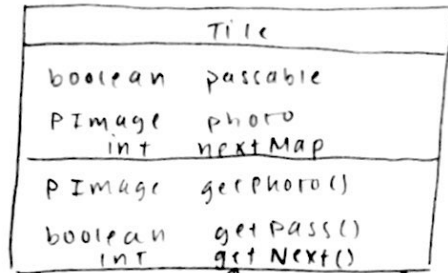 Tile
boolean passable
PImage photo
int nextMap
PImage getPhoto()
boolean getPass()
int getNext()